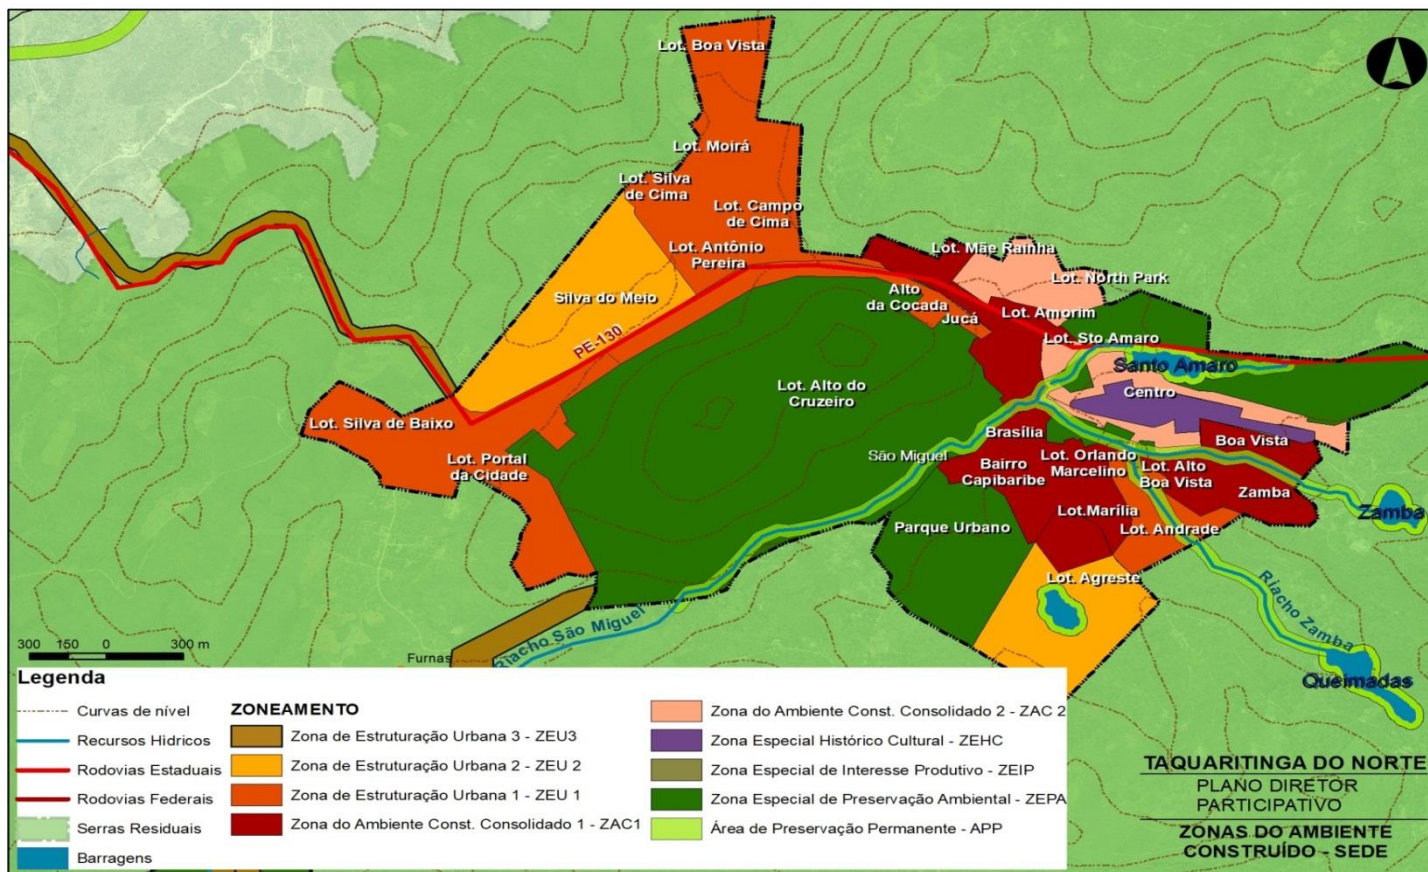 Lot. Boa Vista
Lot. Moirá
Lot. Silva
de Cima
Lot. Campo
de Cima
Lot. Antônio
Pereira
Lot. Mãe Rainha
Lot. North Park
Silva do Meio
Alto
da Cocada
Jucá
Lot. Amorim
PE-130
Lot. Sto Amaro
Santo Amaro
Lot. Alto do
Cruzeiro
Centro
Lot. Silva de Baixo
Brasília
Boa Vista
São Miguel
Lot. Portal
da Cidade
Bairro
Capibaribe
Lot. Orlando
Marcelino
Lot. Alto
Boa Vista
Zamba
Zamba
Parque Urbano
Lot.Marília
Lot. Andrade
Lot. Agreste
Riacho Zamba
Riacho São Miguel
Queimadas
Furnas
300 150 0 300 m
Legenda
Curvas de nível
Recursos Hìdricos
Rodovias Estaduais
Rodovias Federais
Serras Residuais
Barragens
ZONEAMENTO
Zona de Estruturação Urbana 3 - ZEU3
Zona de Estruturação Urbana 2 - ZEU 2
Zona de Estruturação Urbana 1 - ZEU 1
Zona do Ambiente Const. Consolidado 1 - ZAC1
Zona do Ambiente Const. Consolidado 2 - ZAC 2
Zona Especial Histórico Cultural - ZEHC
Zona Especial de Interesse Produtivo - ZEIP
Zona Especial de Preservação Ambiental - ZEPA
Área de Preservação Permanente - APP
TAQUARITINGA DO NORTE
PLANO DIRETOR
PARTICIPATIVO
ZONAS DO AMBIENTE
CONSTRUÍDO - SEDE